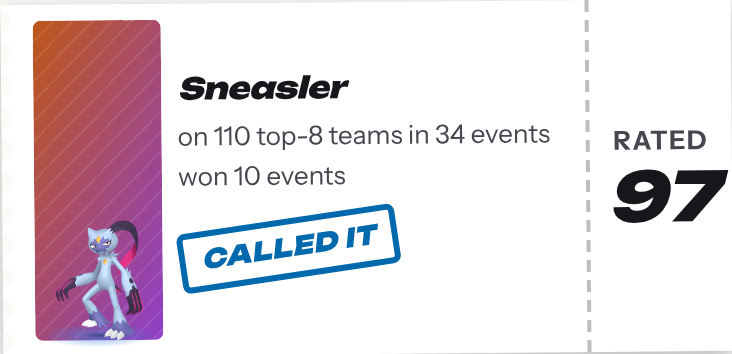 Sneasler
on 110 top-8 teams in 34 events
won 10 events
CALLED IT
RATED
97